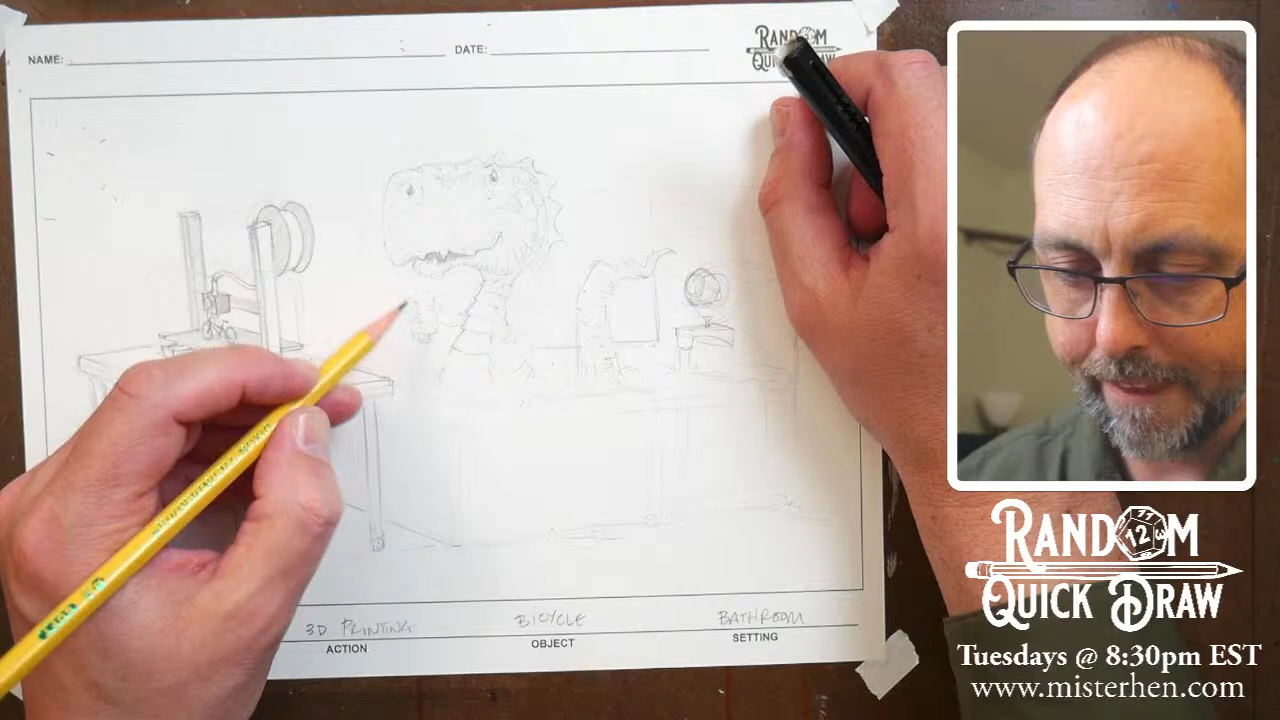 NAME:
DATE:
RANDOM
QUICK DRAW
3D PRINTING
BICYCLE
BATHROOM
ACTION
OBJECT
SETTING
RANDOM
12
QUICK DRAW
Tuesdays @ 8:30pm EST
www.misterhen.com